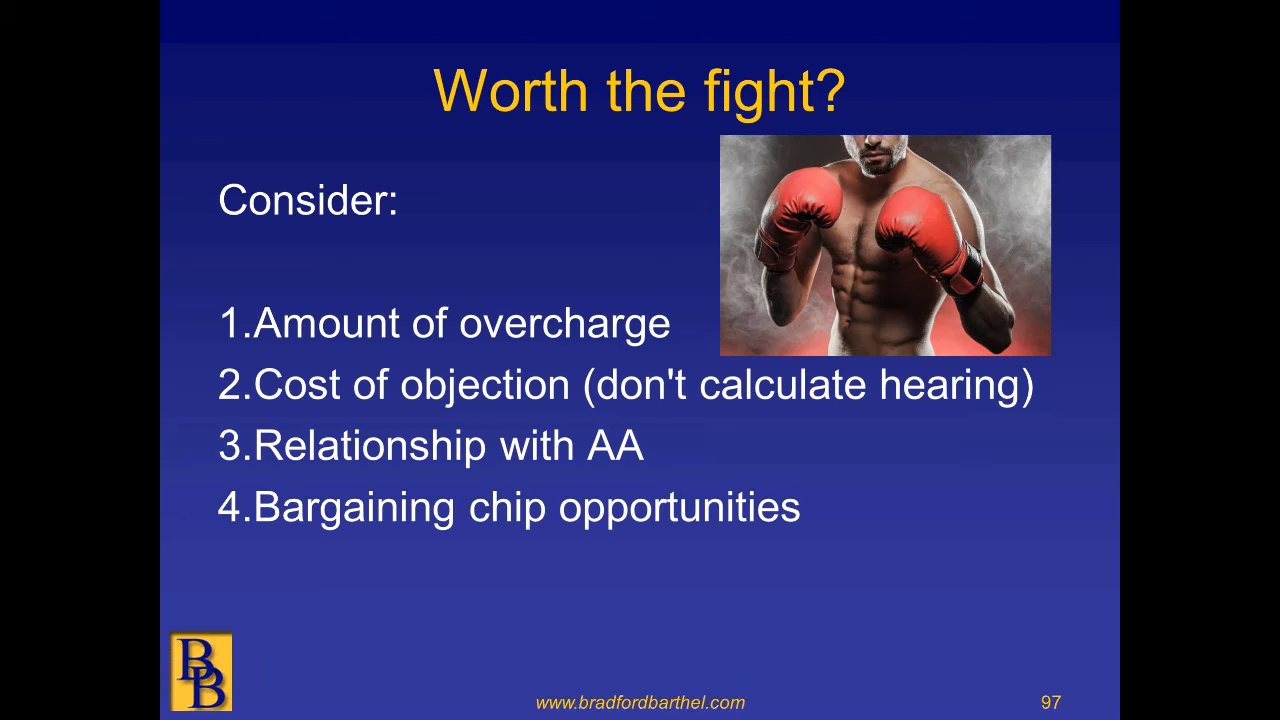 Worth the fight?
Consider:
1.Amount of overcharge
2.Cost of objection (don't calculate hearing)
3.Relationship with AA
4.Bargaining chip opportunities
BB
www.bradfordbarthel.com
97